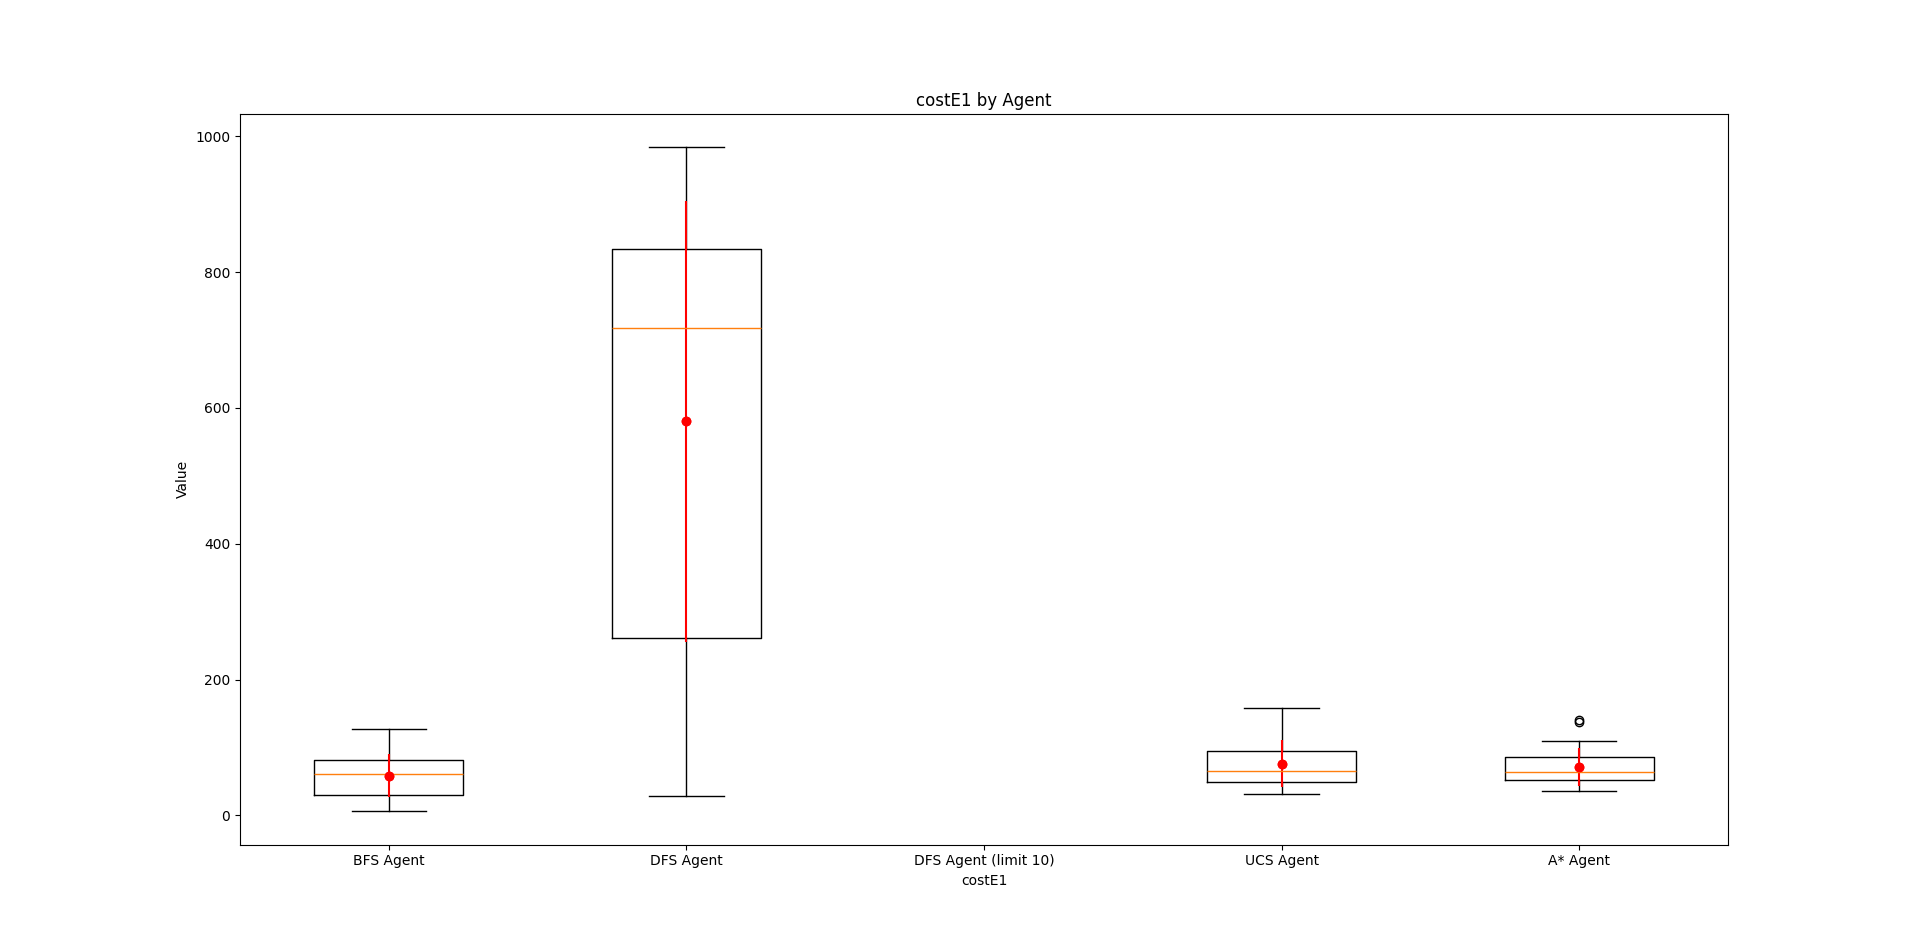 costE1 by Agent
1000
800
600
400
200
0
Value
BFS Agent
DFS Agent
DFS Agent (limit 10)
UCS Agent
A* Agent
costE1